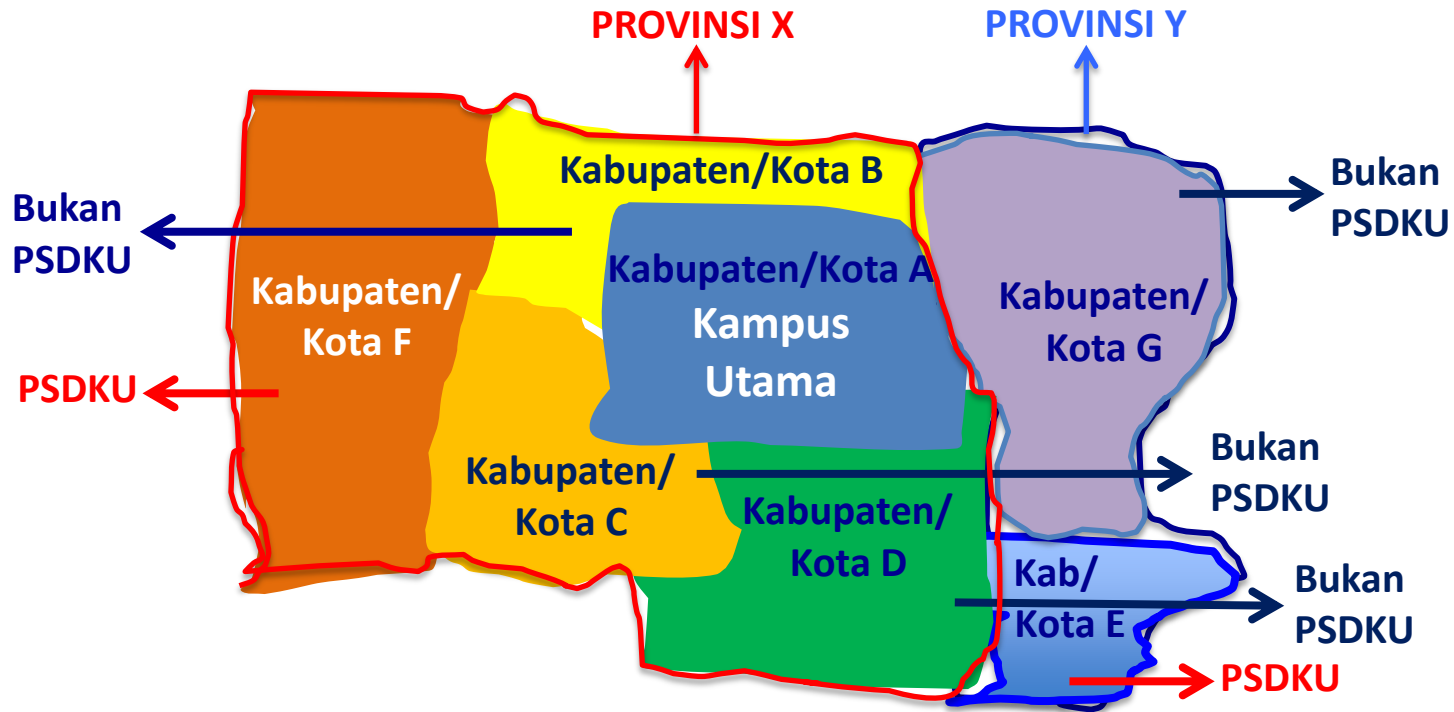 PROVINSI X
PROVINSI Y
Kabupaten/Kota B
Bukan
PSDKU
Bukan
PSDKU
Kabupaten/
Kota F
Kabupaten/Kota A
Kampus
Utama
Kabupaten/
Kota G
PSDKU
Kabupaten/
Kota C
Kabupaten/
Kota D
Bukan
PSDKU
Kab/
Kota E
Bukan
PSDKU
PSDKU